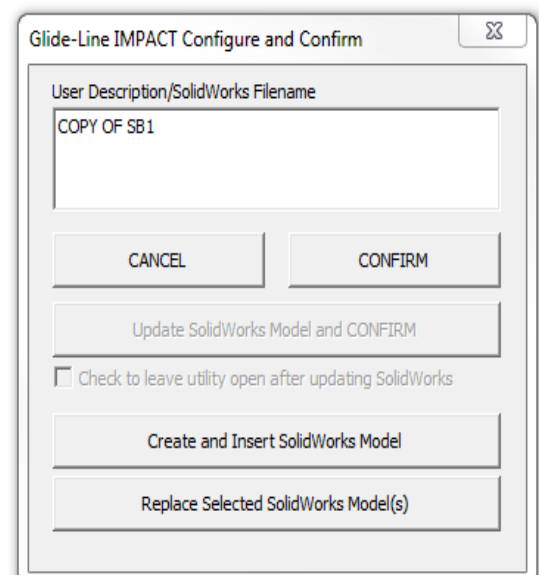 Glide-Line IMPACT Configure and Confirm
User Description/SolidWorks Filename
COPY OF SB1
CANCEL
CONFIRM
Update SolidWorks Model and CONFIRM
Check to leave utility open after updating SolidWorks
Create and Insert SolidWorks Model
Replace Selected SolidWorks Model(s)